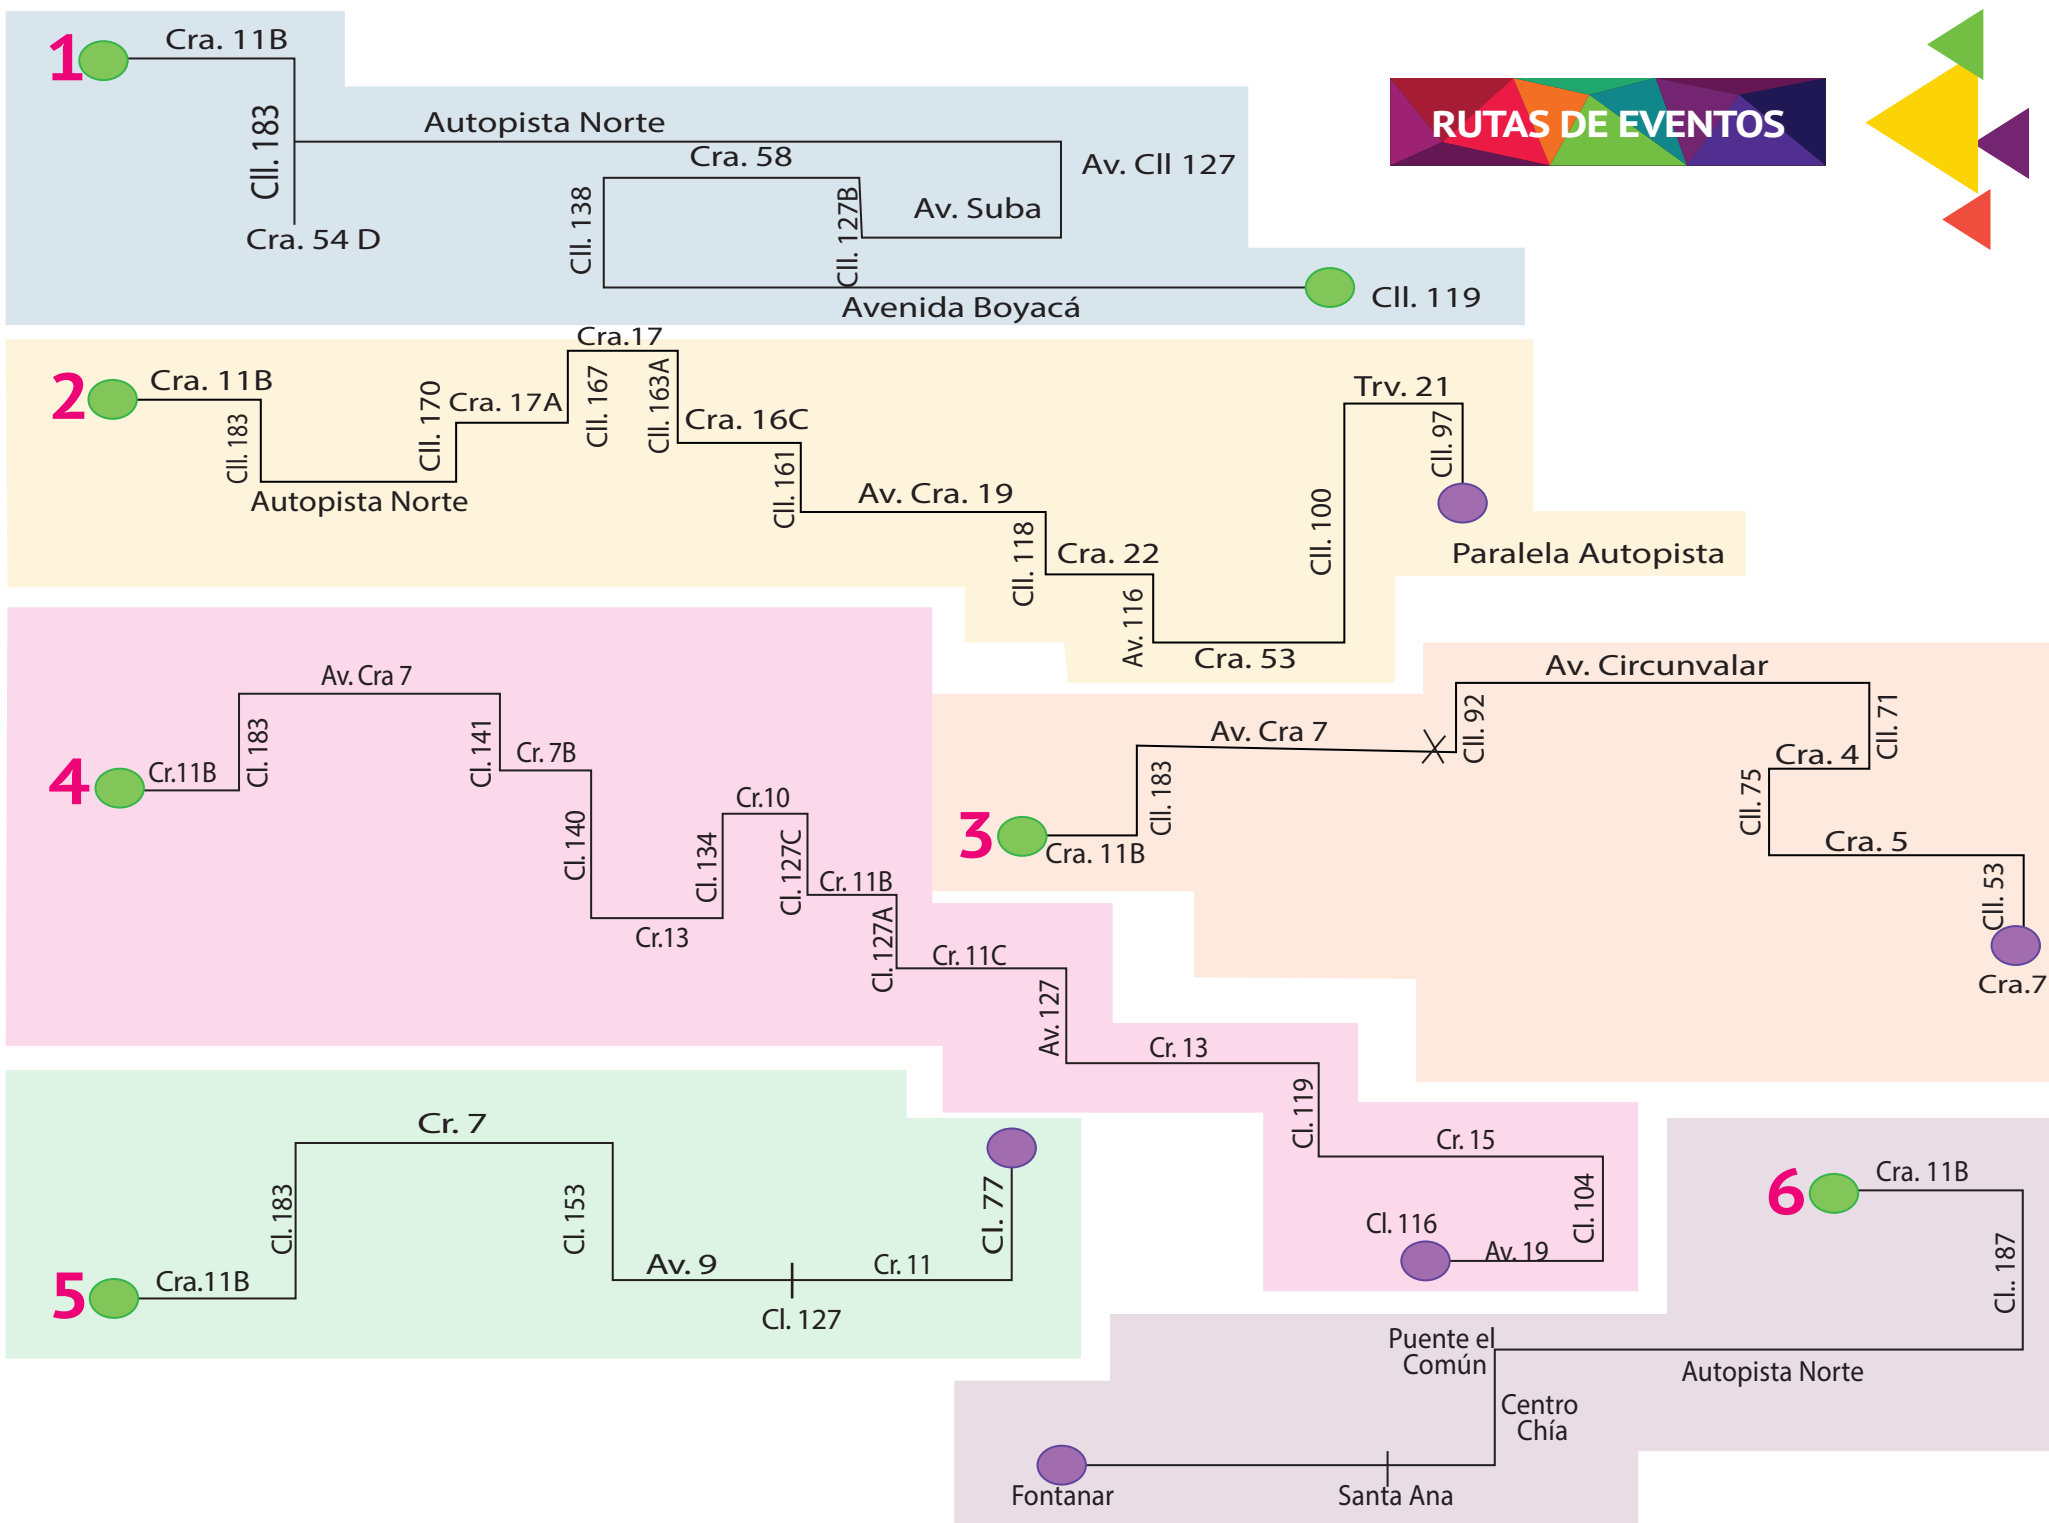 RUTAS DE EVENTOS
1
Cra. 11B
Cll. 183
Cra. 54 D
Autopista Norte
Av. Cll 127
Av. Suba
Cll. 127B
Cra. 58
Cll. 138
Avenida Boyacá
Cll. 119
2
Cra. 11B
Cll. 183
Autopista Norte
Cll. 170
Cra. 17A
Cll. 167
Cra.17
Cll. 163A
Cra. 16C
Cll. 161
Av. Cra. 19
Cll. 118
Cra. 22
Av. 116
Cra. 53
Cll. 100
Trv. 21
Cll. 97
Paralela Autopista
3
Cra. 11B
Cll. 183
Av. Cra 7
Cll. 92
Av. Circunvalar
Cll. 71
Cra. 4
Cll. 75
Cra. 5
Cll. 53
Cra.7
4
Cr.11B
Cl. 183
Av. Cra 7
Cl. 141
Cr. 7B
Cl. 140
Cr.13
Cl. 134
Cr.10
Cl. 127C
Cr. 11B
Cl. 127A
Cr. 11C
Av. 127
Cr. 13
Cl. 119
Cr. 15
Cl. 104
Av. 19
Cl. 116
5
Cra.11B
Cl. 183
Cr. 7
Cl. 153
Av. 9
Cl. 127
Cr. 11
Cl. 77
6
Cra. 11B
Cl.. 187
Autopista Norte
Puente el
Común
Centro
Chía
Santa Ana
Fontanar